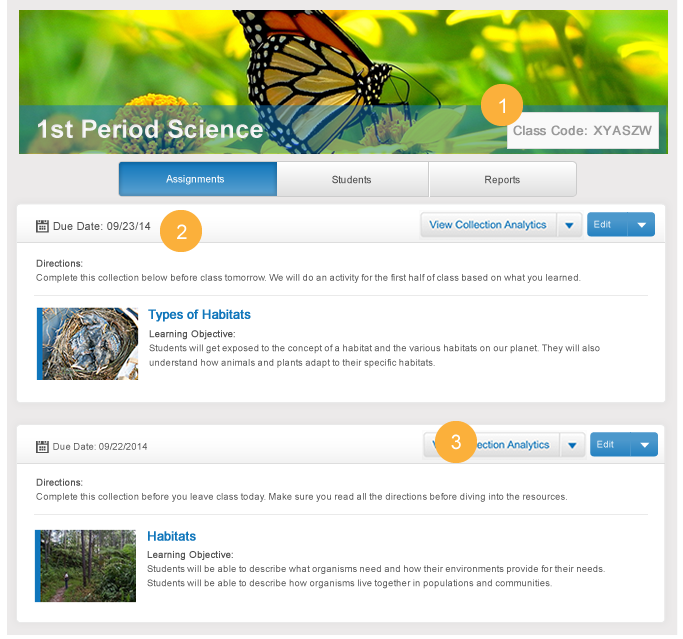 1
1st Period Science
Class Code: XYASZW
Assignments
Students
Reports
Due Date: 09/23/14
2
View Collection Analytics
Edit
Directions:
Complete this collection below before class tomorrow. We will do an activity for the first half of class based on what you learned.
Types of Habitats
Learning Objective:
Students will get exposed to the concept of a habitat and the various habitats on our planet. They will also
understand how animals and plants adapt to their specific habitats.
Due Date: 09/22/2014
3
ection Analytics
Edit
Directions:
Complete this collection before you leave class today. Make sure you read all the directions before diving into the resources.
Habitats
Learning Objective:
Students will be able to describe what organisms need and how their environments provide for their needs.
Students will be able to describe how organisms live together in populations and communities.